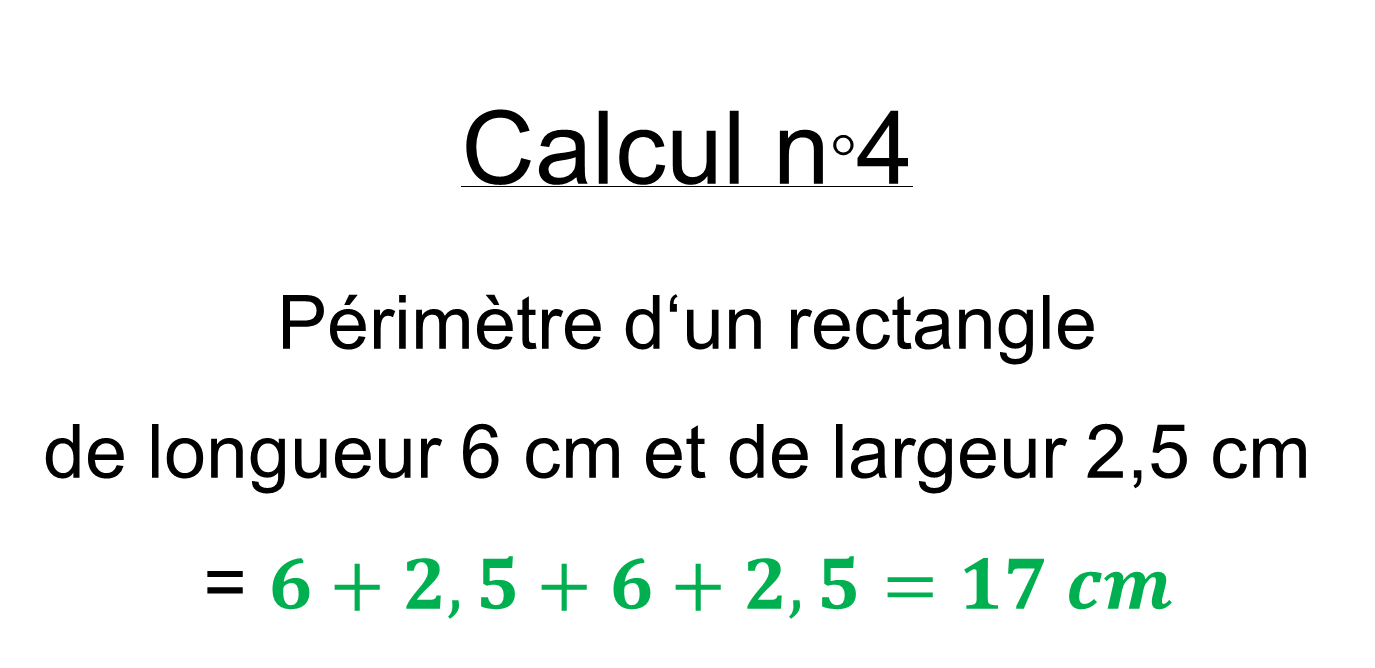 Calcul n°4
Périmètre d‘un rectangle
de longueur 6 cm et de largeur 2,5 cm
= 6 + 2, 5 + 6 + 2, 5 = 17 cm